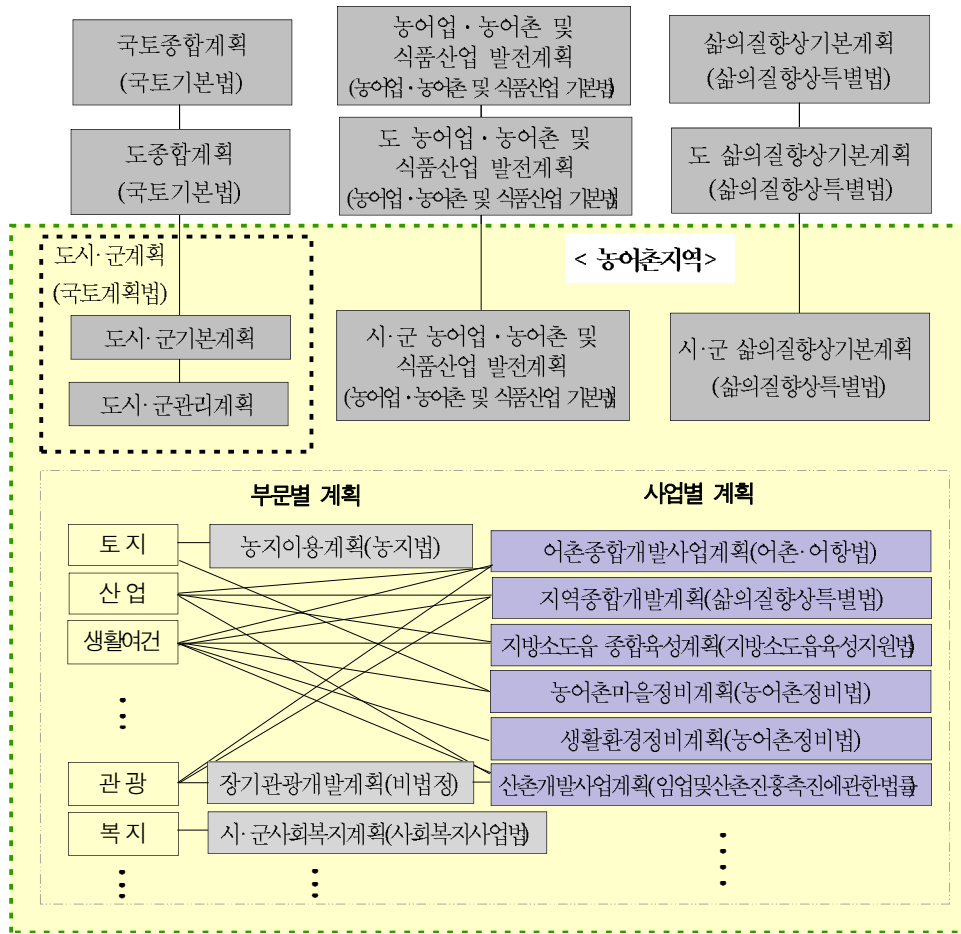 국토종합계획
(국토기본법)
농어업·농어촌 및
식품산업 발전계획
(농어업·농어촌 및 식품산업 기본법)
삶의질향상기본계획
(삶의질향상특별법)
도종합계획
(국토기본법)
도 농어업·농어촌 및
식품산업 발전계획
(농어업·농어촌 및 식품산업 기본법)
도 삶의질향상기본계획
(삶의질향상특별법)
< 농어촌지역>
도시·군계획
(국토계획법)
도시·군기본계획
도시·군관리계획
시·군 농어업·농어촌 및
식품산업 발전계획
(농어업·농어촌 및 식품산업 기본법)
시·군 삶의질향상기본계획
(삶의질향상특별법)
부문별 계획
사업별 계획
토 지
농지이용계획(농지법)
어촌종합개발사업계획(어촌·어항법)
산 업
지역종합개발계획(삶의질향상특별법)
생활여건
지방소도읍 종합육성계획(지방소도읍육성지원법)
농어촌마을정비계획(농어촌정비법)
생활환경정비계획(농어촌정비법)
관 광
장기관광개발계획(비법정)
산촌개발사업계획(임업및산촌진흥촉진에관한법률)
복 지
시·군사회복지계획(사회복지사업법)